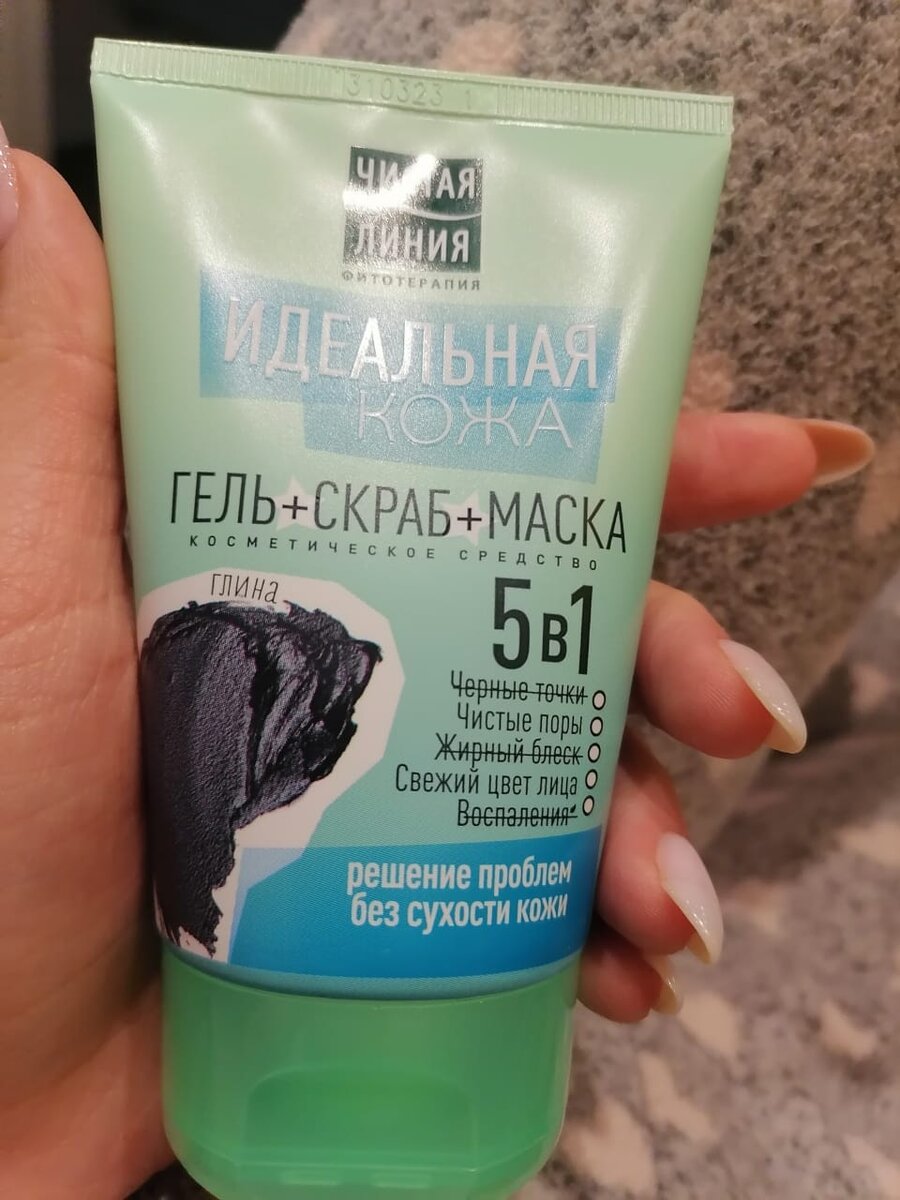 310323 1
ЧИСТАЯ
ЛИНИЯ
ФИТОТЕРАПИЯ
ИДЕАЛЬНАЯ
КОЖА
ГЕЛЬ+СКРАБ+МАСКА
КОСМЕТИЧЕСКОЕ СРЕДСТВО
ГЛИНА
5в1
Черные точки
Чистые поры
Жирный блеск
Свежий цвет лица
Воспаления
решение проблем
без сухости кожи